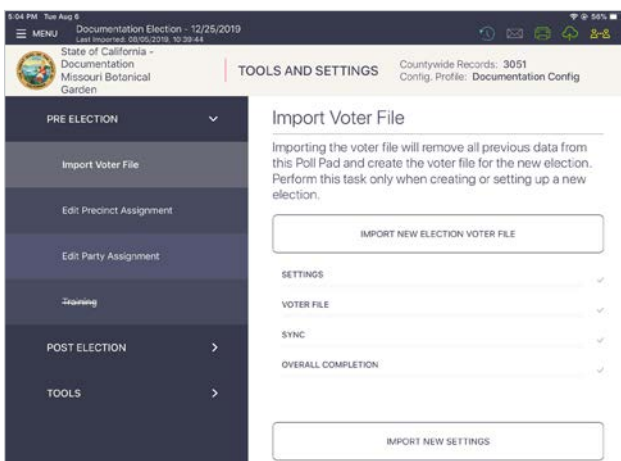 5:04 PM Tue Aug 6
56%
MENU
Documentation Election - 12/25/2019
Last Imported: 08/05/2019, 10:39:44
State of California -
Documentation
Missouri Botanical
Garden
TOOLS AND SETTINGS
Countywide Records: 3051
Config. Profile: Documentation Config
PRE ELECTION
Import Voter File
Edit Precinct Assignment
Edit Party Assignment
Training
POST ELECTION
TOOLS
Import Voter File
Importing the voter file will remove all previous data from
this Poll Pad and create the voter file for the new election.
Perform this task only when creating or setting up a new
election.
IMPORT NEW ELECTION VOTER FILE
SETTINGS
VOTER FILE
SYNC
OVERALL COMPLETION
IMPORT NEW SETTINGS